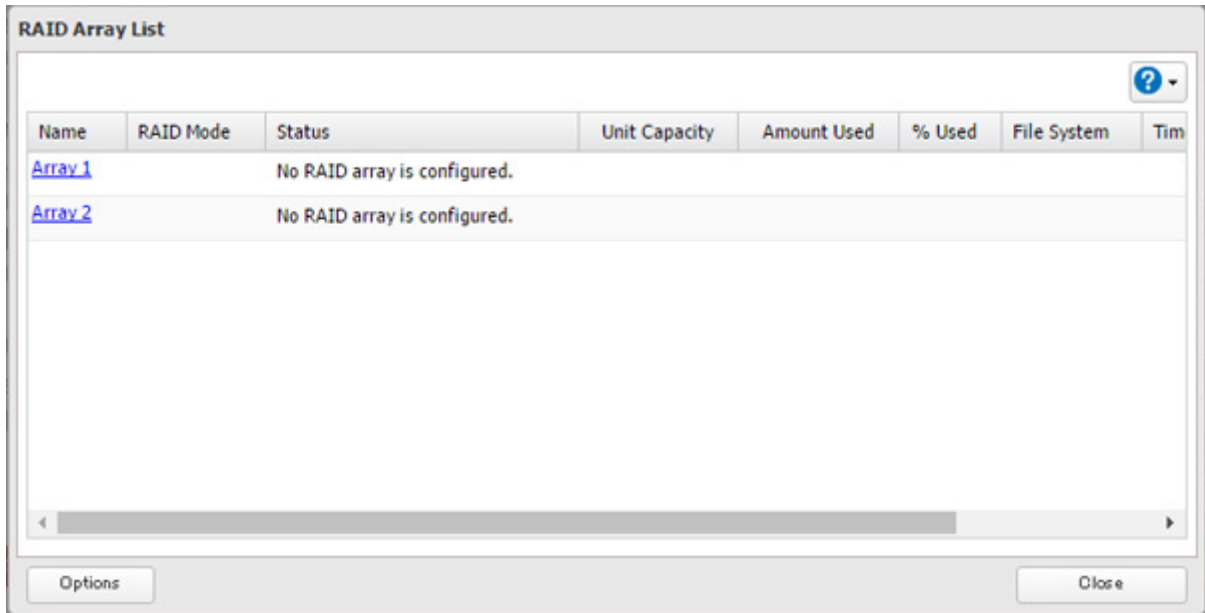 RAID Array List
?
Name RAID Mode Status Unit Capacity Amount Used % Used File System Tim
Array 1 No RAID array is configured.
Array 2 No RAID array is configured.
Options Close